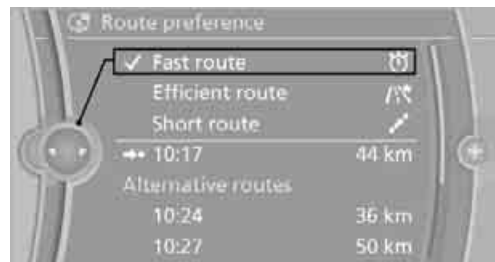 Route preference
Fast route
Efficient route
Short route
10:17 44 km
Alternative routes
10:24 36 km
10:27 50 km